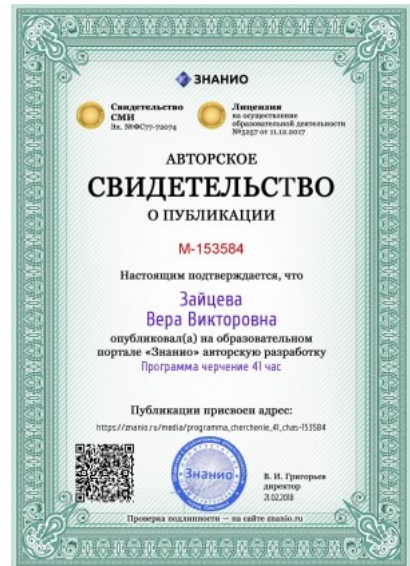 ЗНАНИО
Свидетельство
СМИ
Эл. №ФС77-72074
Лицензия
на осуществление
образовательной деятельности
№5257 от 11.12.2017
АВТОРСКОЕ
СВИДЕТЕЛЬСТВО
О ПУБЛИКАЦИИ
М-153584
Настоящим подтверждается, что
Зайцева
Вера Викторовна
опубликовал(а) на образовательном
портале «Знанио» авторскую разработку
Программа черчение 41 час
Публикации присвоен адрес:
https://znanio.ru/media/programma_cherchenie_41_chas-153584
Знанио
В. И. Григорьев
директор
21.02.2018
Проверка подлинности — на сайте znanio.ru